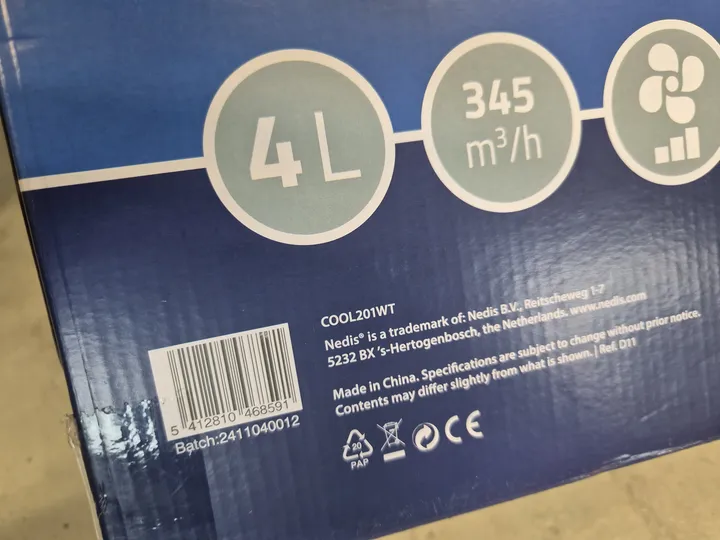 4L
345
m³/h
COOL201WT
Nedis® is a trademark of: Nedis B.V., Reitscheweg 1-7
5232 BX 's-Hertogenbosch, the Netherlands. www.nedis.com
Made in China. Specifications are subject to change without prior notice.
Contents may differ slightly from what is shown. | Ref. D11
5 412810 468591
Batch:2411040012
20
PAP
CE